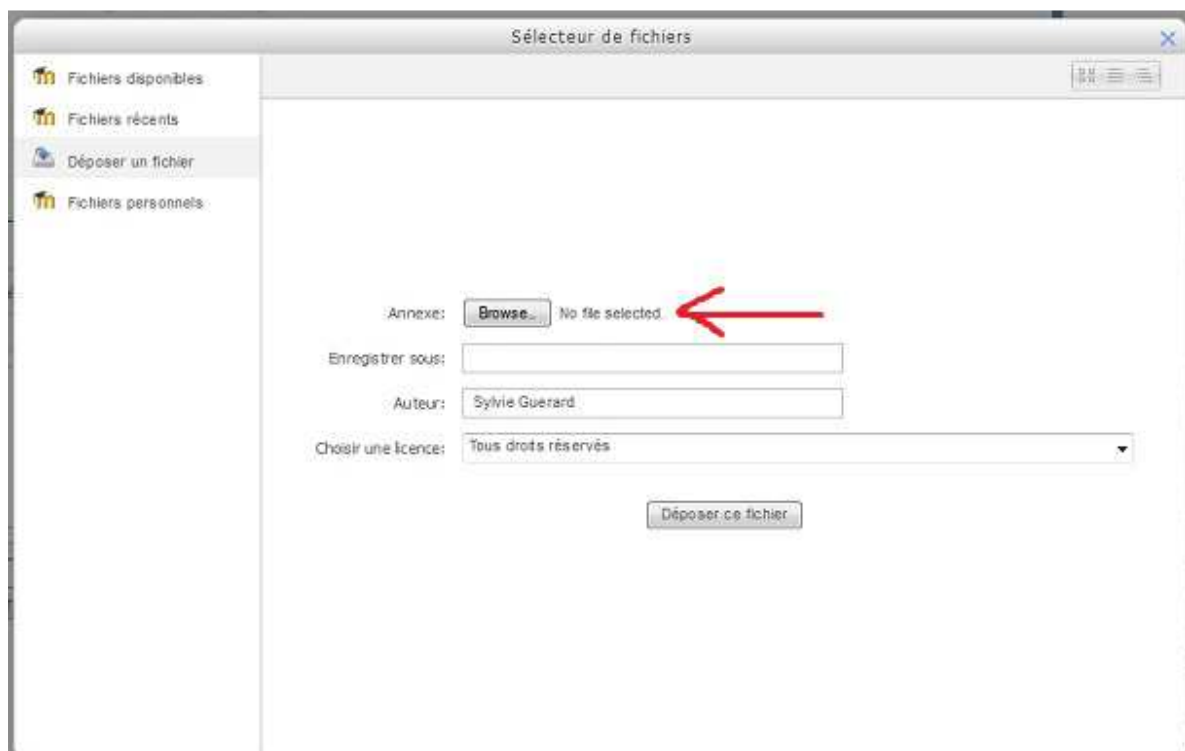 Sélecteur de fichiers
Fichiers disponibles
Fichiers récents
Déposer un fichier
Fichiers personnels
Annexe: Browse... No file selected.
Enregistrer sous:
Auteur: Sylvie Guerard
Choisir une licence: Tous droits réservés
Déposer ce fichier